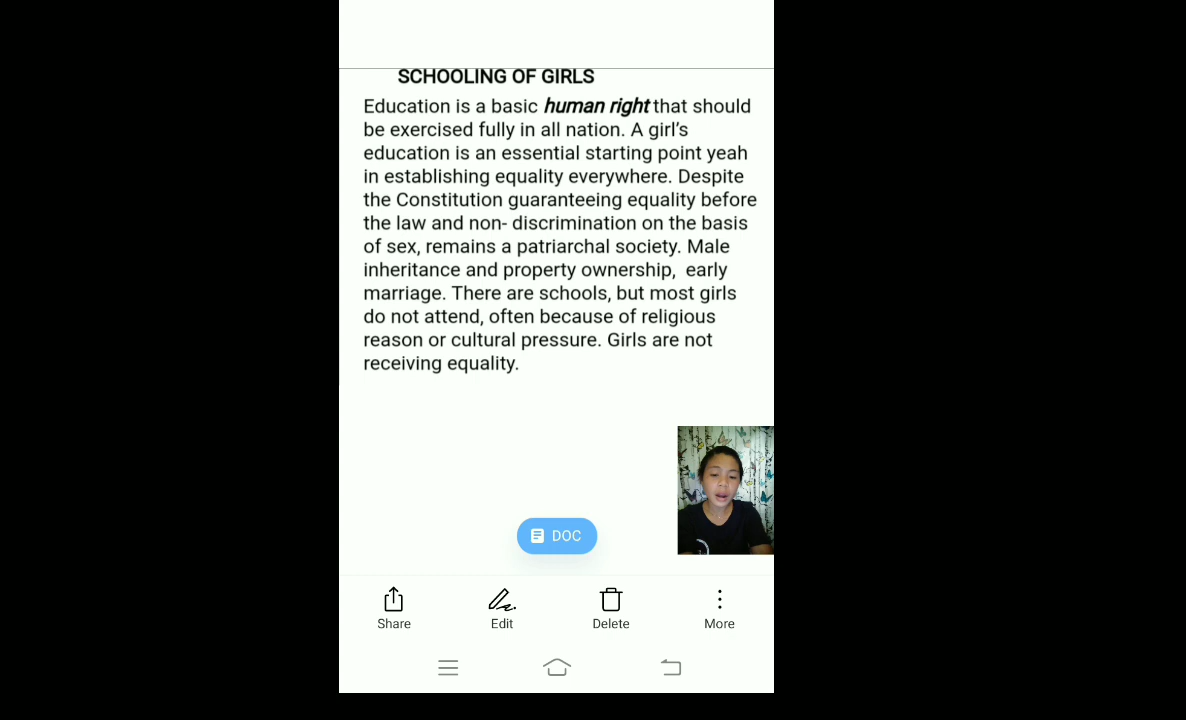 SCHOOLING OF GIRLS
Education is a basic human right that should
be exercised fully in all nation. A girl’s
education is an essential starting point yeah
in establishing equality everywhere. Despite
the Constitution guaranteeing equality before
the law and non- discrimination on the basis
of sex, remains a patriarchal society. Male
inheritance and property ownership,  early
marriage. There are schools, but most girls
do not attend, often because of religious
reason or cultural pressure. Girls are not
receiving equality.
DOC
Share Edit Delete More